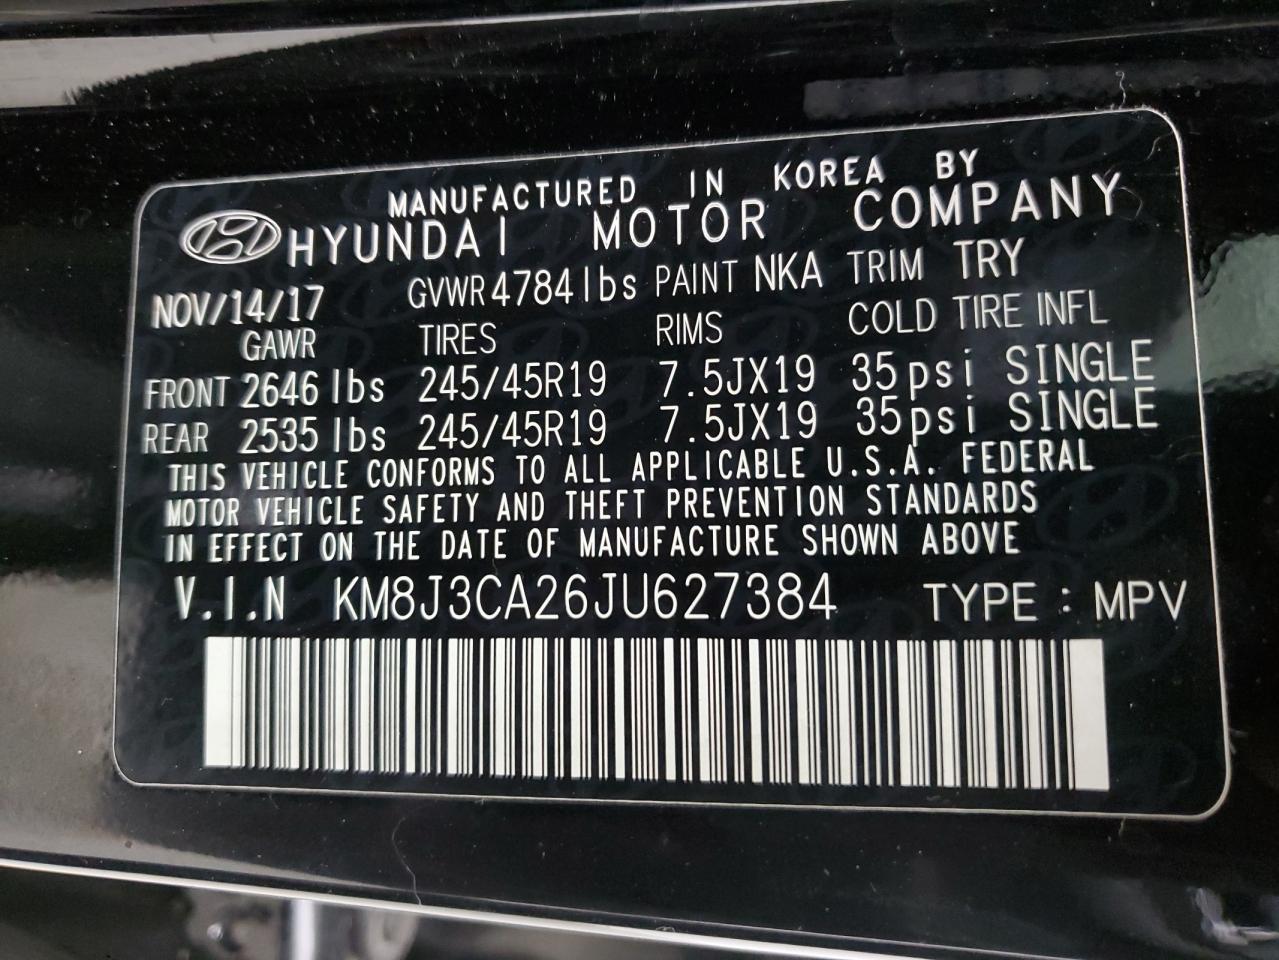 MANUFACTURED IN KOREA BY
HYUNDAI MOTOR COMPANY
NOV/14/17 GVWR 4784lbs PAINT NKA TRIM TRY
GAWR TIRES RIMS COLD TIRE INFL
FRONT 2646 lbs 245/45R19 7.5JX19 35psi SINGLE
REAR 2535 lbs 245/45R19 7.5JX19 35psi SINGLE
THIS VEHICLE CONFORMS TO ALL APPLICABLE U.S.A. FEDERAL
MOTOR VEHICLE SAFETY AND THEFT PREVENTION STANDARDS
IN EFFECT ON THE DATE OF MANUFACTURE SHOWN ABOVE
V.I.N KM8J3CA26JU627384 TYPE : MPV